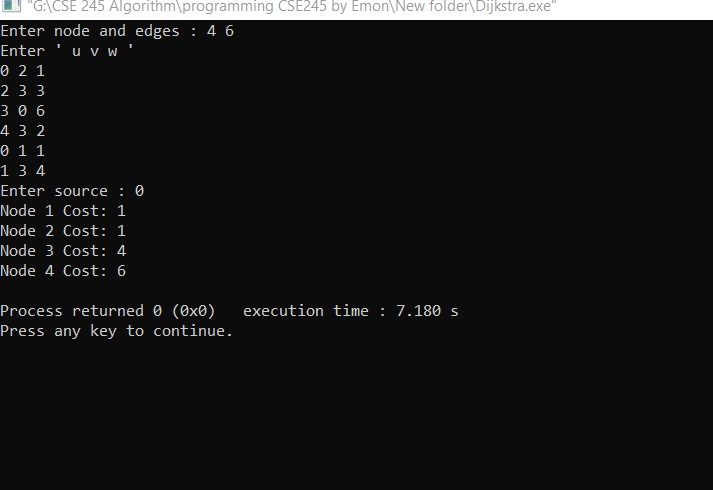 "G:\CSE 245 Algorithm\programming CSE245 by Emon\New folder\Dijkstra.exe"
Enter node and edges : 4 6
Enter ' u v w '
0 2 1
2 3 3
3 0 6
4 3 2
0 1 1
1 3 4
Enter source : 0
Node 1 Cost: 1
Node 2 Cost: 1
Node 3 Cost: 4
Node 4 Cost: 6
Process returned 0 (0x0)   execution time : 7.180 s
Press any key to continue.